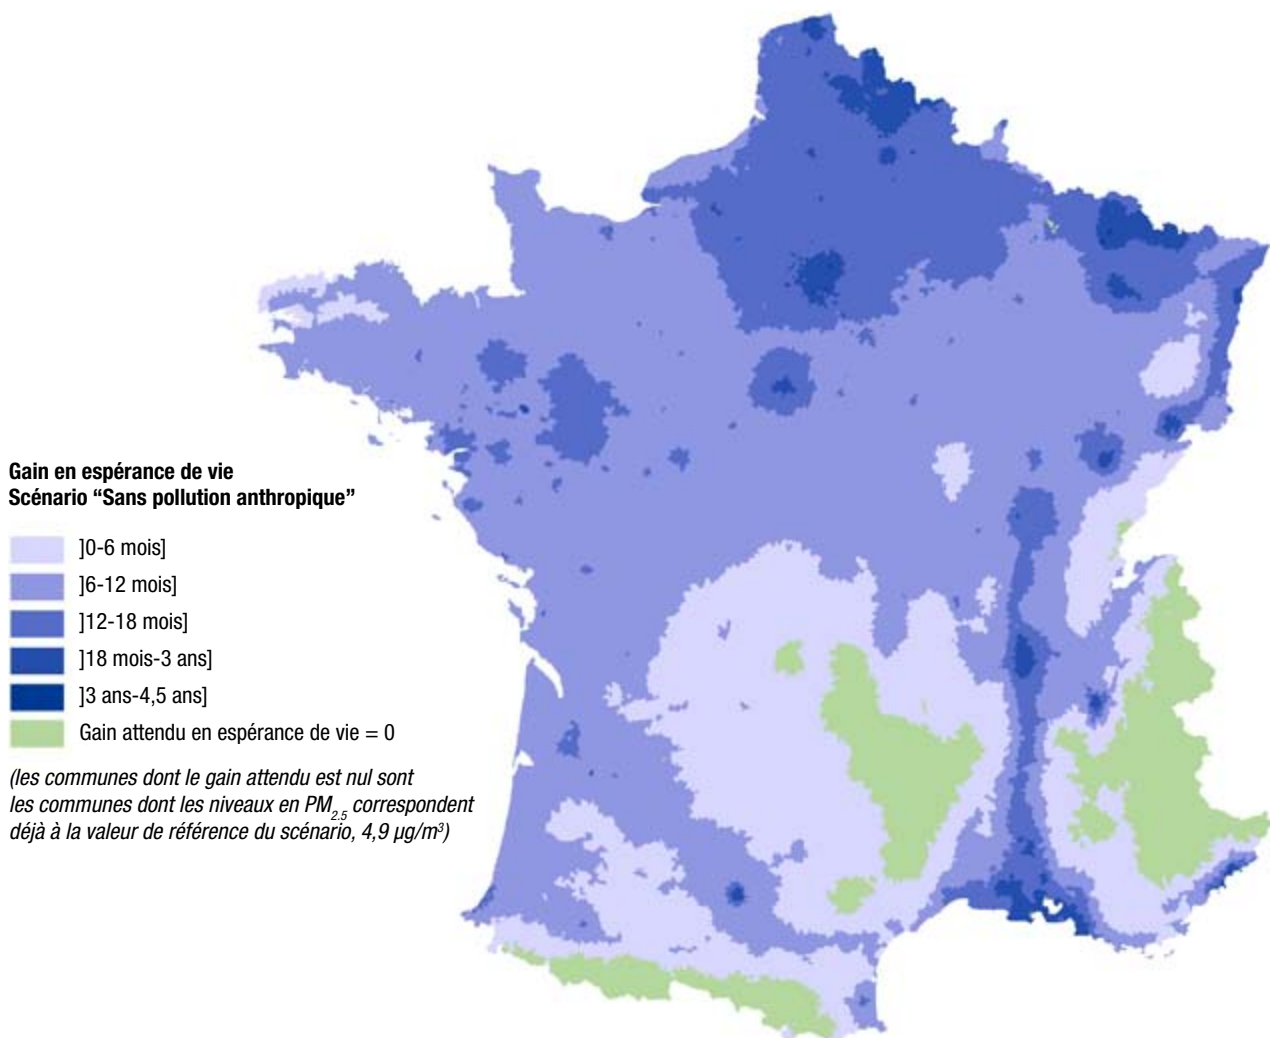 Gain en espérance de vie
Scénario “Sans pollution anthropique”
]0-6 mois]
]6-12 mois]
]12-18 mois]
]18 mois-3 ans]
]3 ans-4,5 ans]
Gain attendu en espérance de vie = 0
(les communes dont le gain attendu est nul sont
les communes dont les niveaux en PM2.5 correspondent
déjà à la valeur de référence du scénario, 4,9 µg/m³)